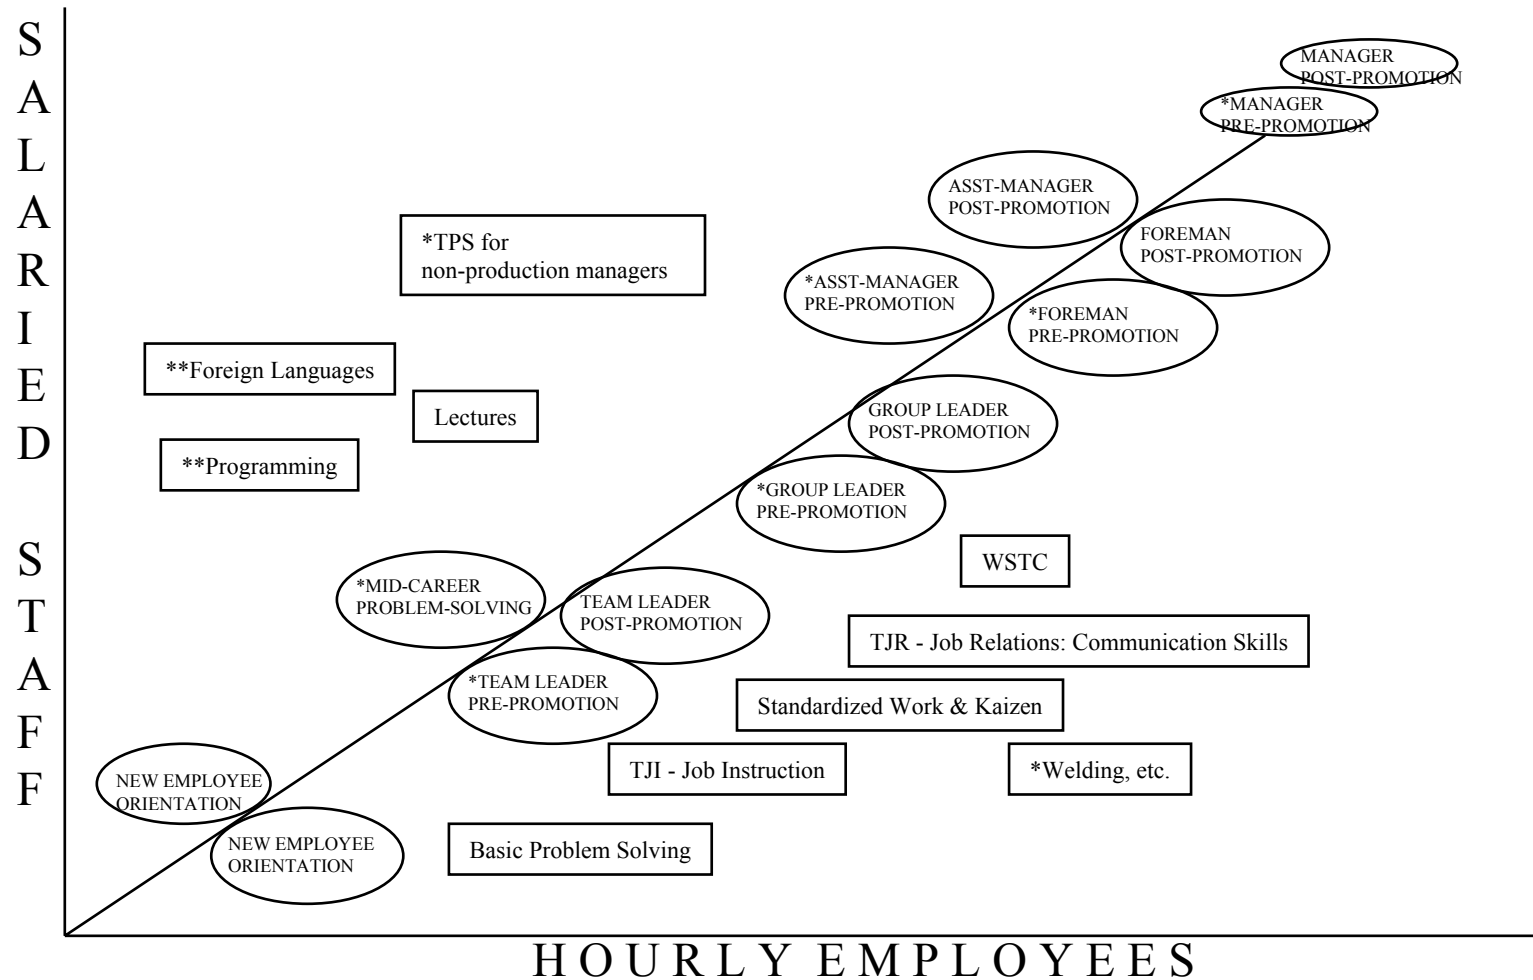 SALARIED STAFF
MANAGER
POST-PROMOTION
*MANAGER
PRE-PROMOTION
ASST-MANAGER
POST-PROMOTION
FOREMAN
POST-PROMOTION
*TPS for
non-production managers
*ASST-MANAGER
PRE-PROMOTION
*FOREMAN
PRE-PROMOTION
**Foreign Languages
Lectures
GROUP LEADER
POST-PROMOTION
**Programming
*GROUP LEADER
PRE-PROMOTION
WSTC
*MID-CAREER
PROBLEM-SOLVING
TEAM LEADER
POST-PROMOTION
TJR - Job Relations: Communication Skills
*TEAM LEADER
PRE-PROMOTION
Standardized Work & Kaizen
TJI - Job Instruction
*Welding, etc.
NEW EMPLOYEE
ORIENTATION
NEW EMPLOYEE
ORIENTATION
Basic Problem Solving
HOURLY EMPLOYEES